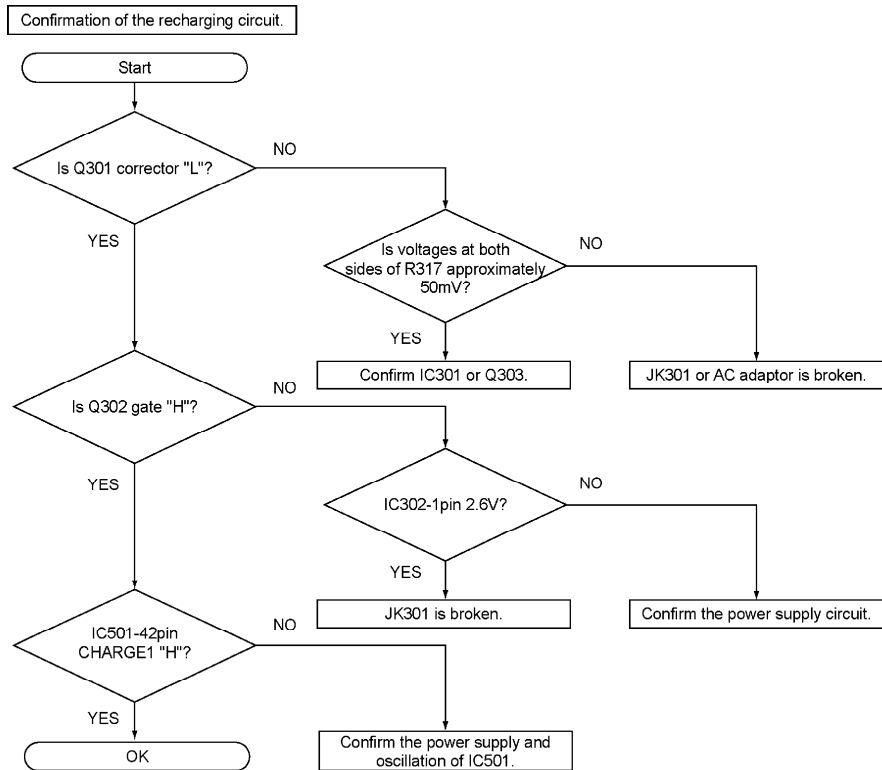 Confirmation of the recharging circuit.
Start
Is Q301 corrector "L"?
NO
YES
Is voltages at both
sides of R317 approximately
50mV?
NO
YES
Confirm IC301 or Q303.
JK301 or AC adaptor is broken.
Is Q302 gate "H"?
NO
YES
IC302-1pin 2.6V?
NO
YES
JK301 is broken.
Confirm the power supply circuit.
IC501-42pin
CHARGE1 "H"?
NO
YES
OK
Confirm the power supply and
oscillation of IC501.